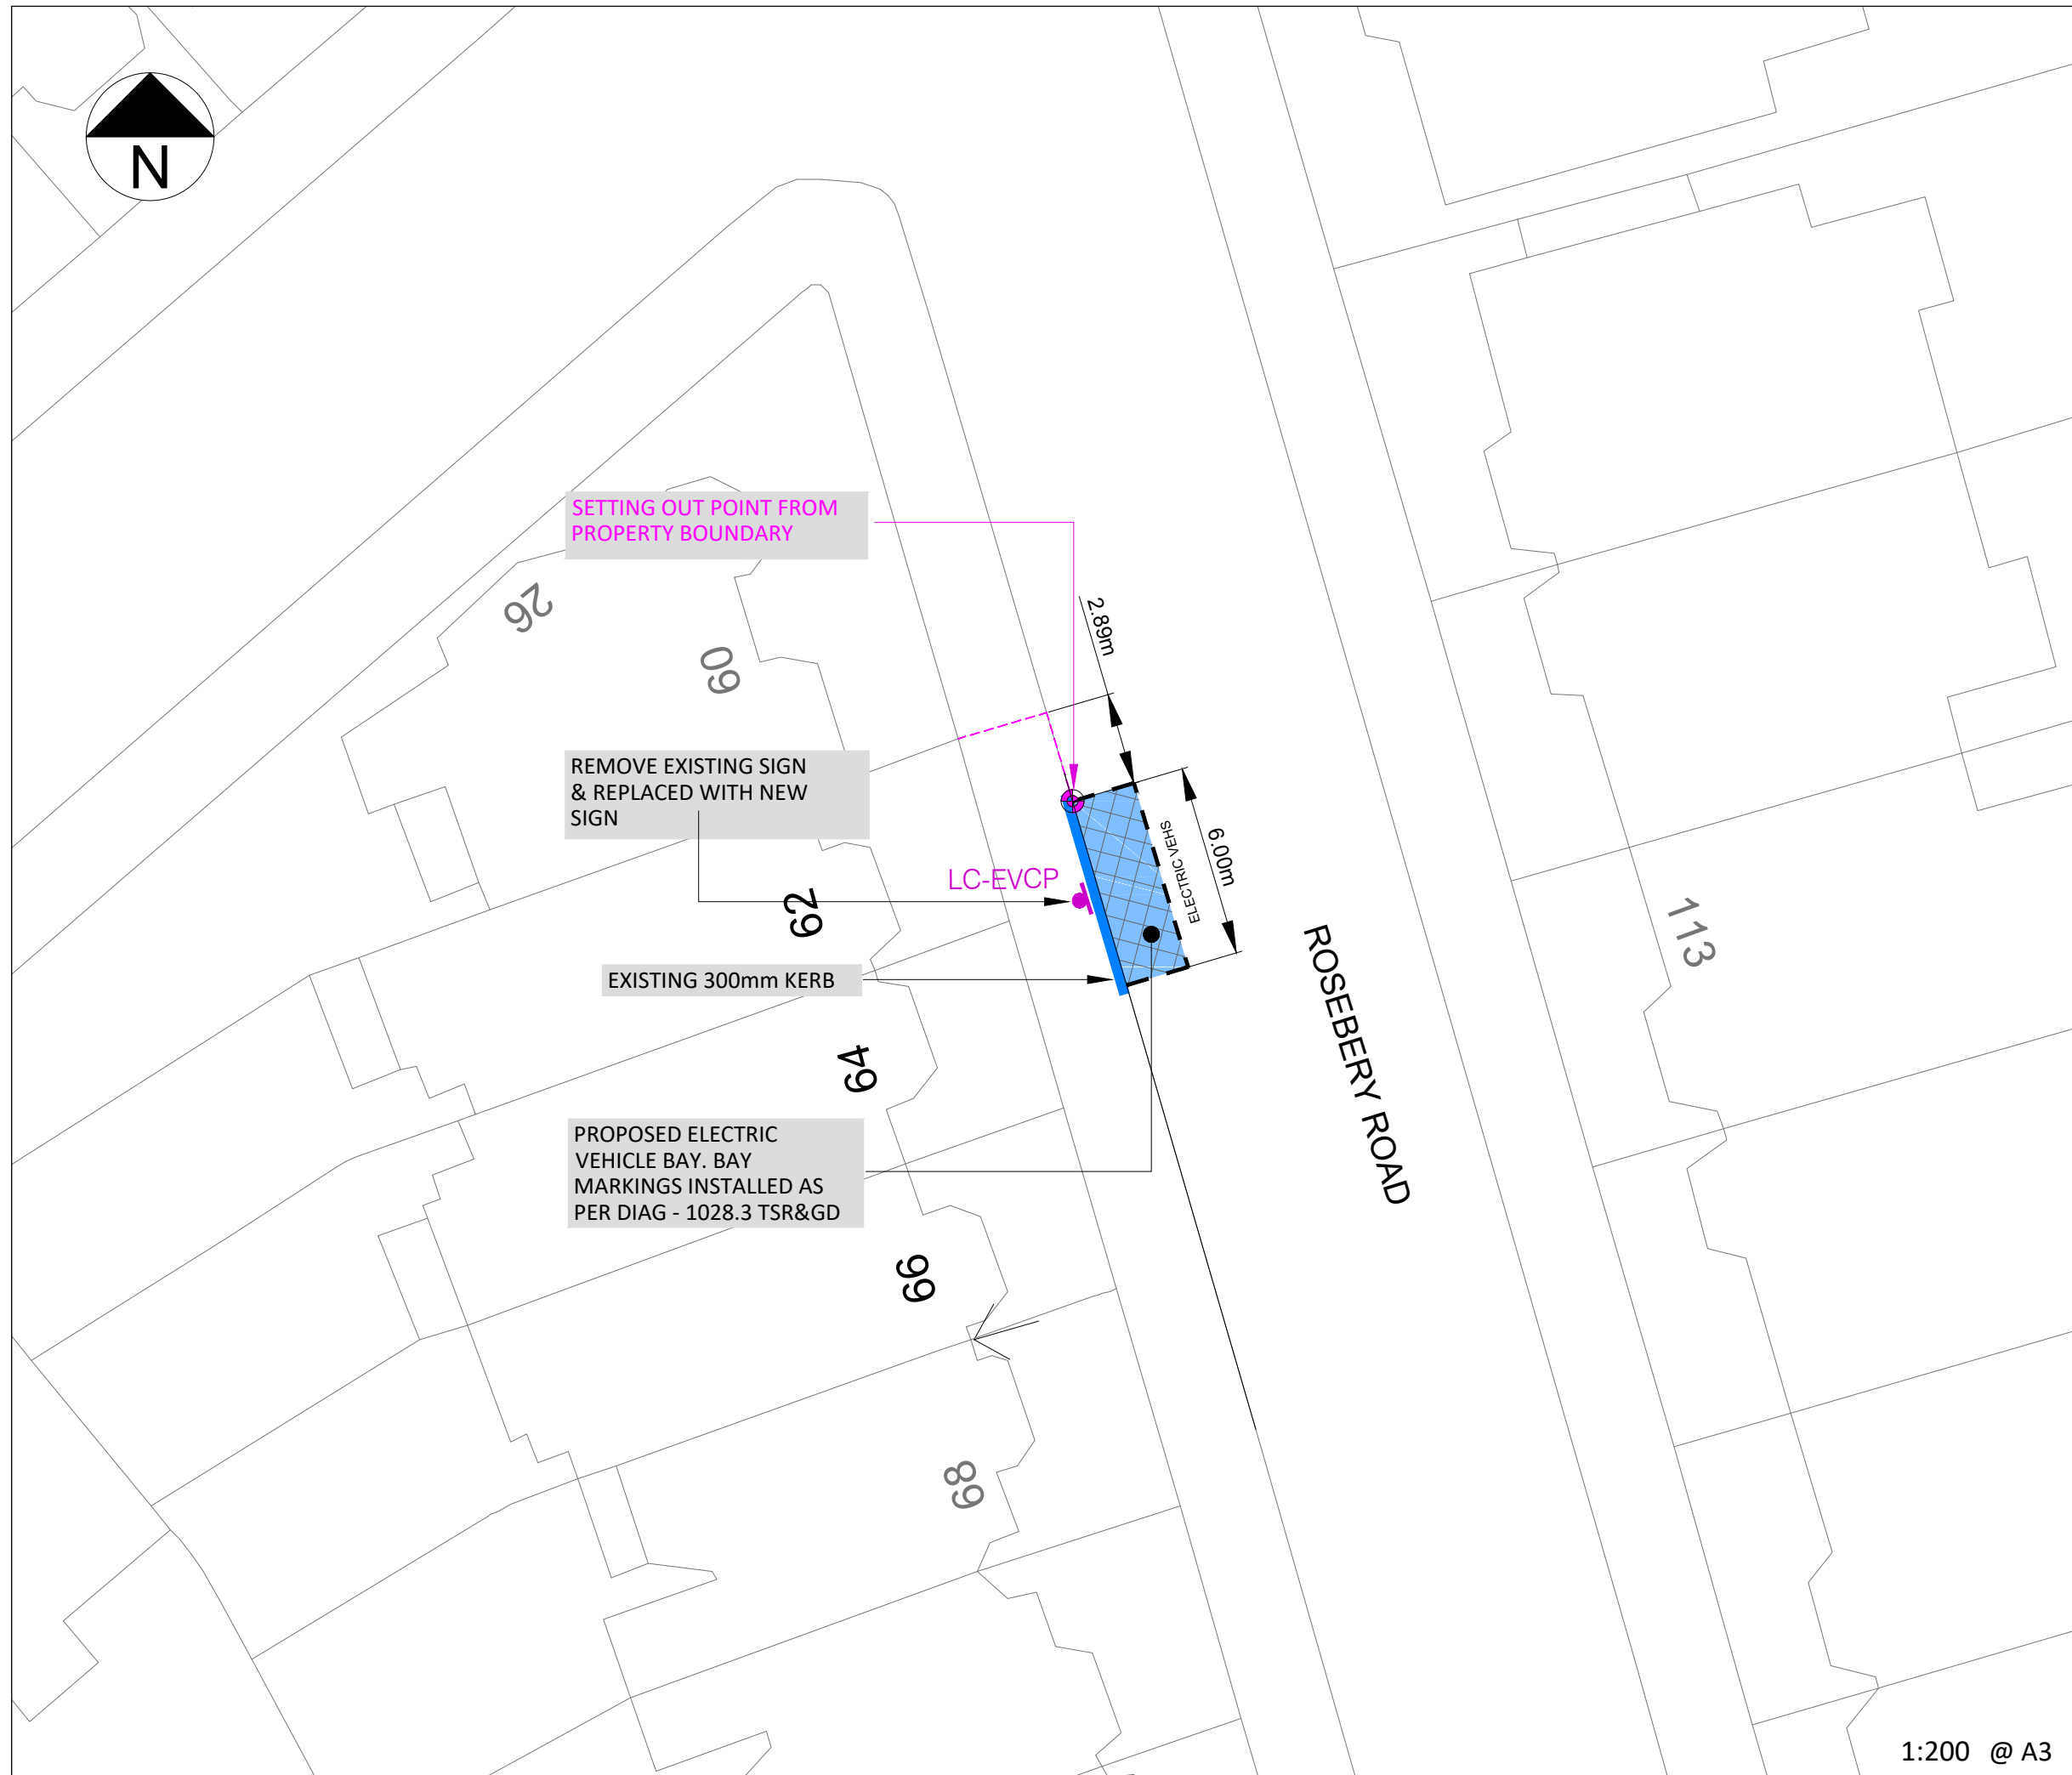 N
SETTING OUT POINT FROM
PROPERTY BOUNDARY
26
2.89m
60
REMOVE EXISTING SIGN
& REPLACED WITH NEW
SIGN
6.00m
ELECTRIC VEHS
LC-EVCP
62
113
EXISTING 300mm KERB
ROSEBERY ROAD
64
PROPOSED ELECTRIC
VEHICLE BAY. BAY
MARKINGS INSTALLED AS
PER DIAG - 1028.3 TSR&GD
66
68
1:200 @ A3